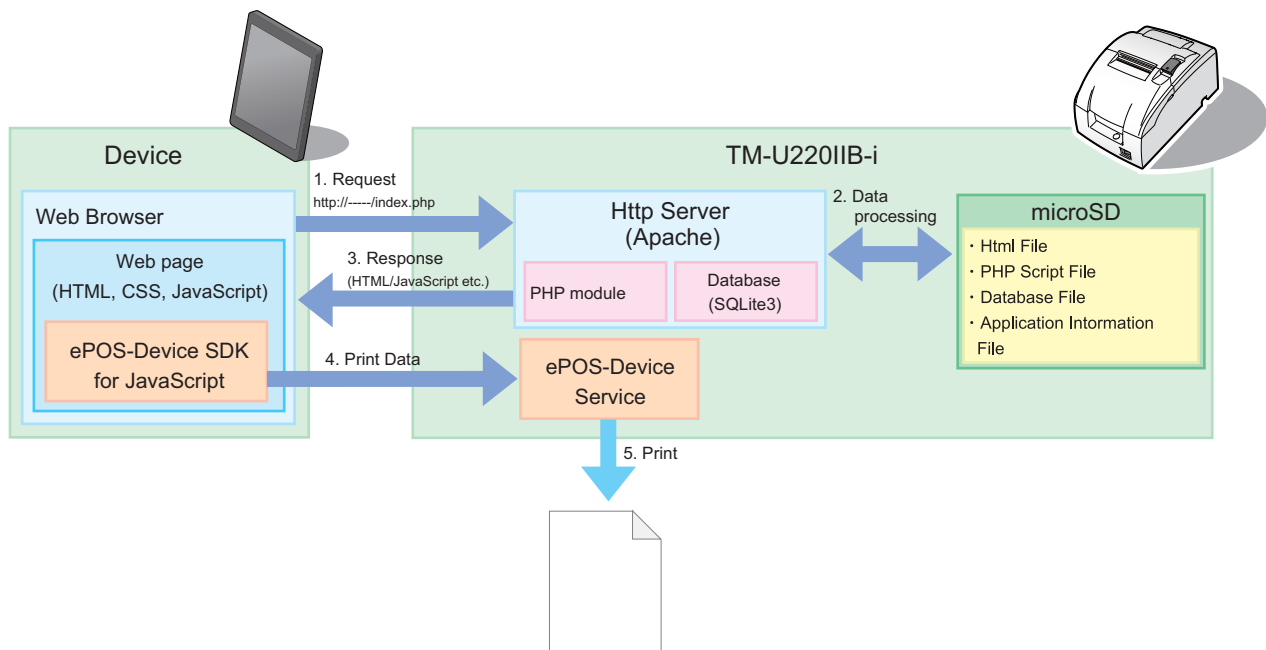 Device
TM-U220IIB-i
Web Browser
Web page
(HTML, CSS, JavaScript)
ePOS-Device SDK
for JavaScript
1. Request
http://-----/index.php
3. Response
(HTML/JavaScript etc.)
4. Print Data
Http Server
(Apache)
PHP module
Database
(SQLite3)
2. Data
processing
microSD
・Html File
・PHP Script File
・Database File
・Application Intormation
File
ePOS-Device
Service
5. Print